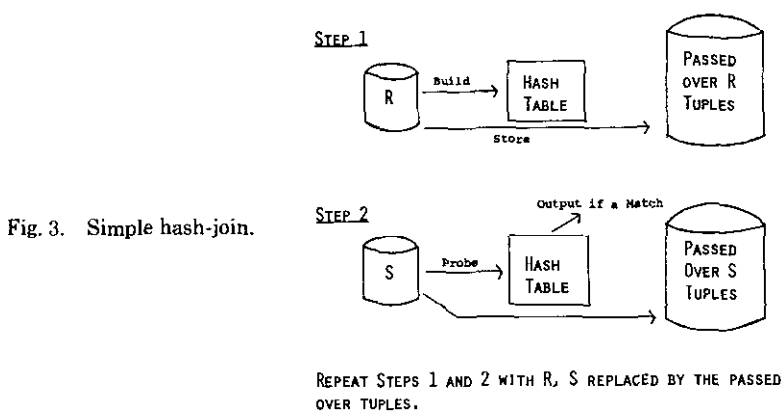 STEP 1
R
Build
HASH
TABLE
Store
PASSED
OVER R
TUPLES
Fig. 3. Simple hash-join.
STEP 2
Output if a Match
S
Probe
HASH
TABLE
PASSED
OVER S
TUPLES
REPEAT STEPS 1 AND 2 WITH R, S REPLACED BY THE PASSED
OVER TUPLES.